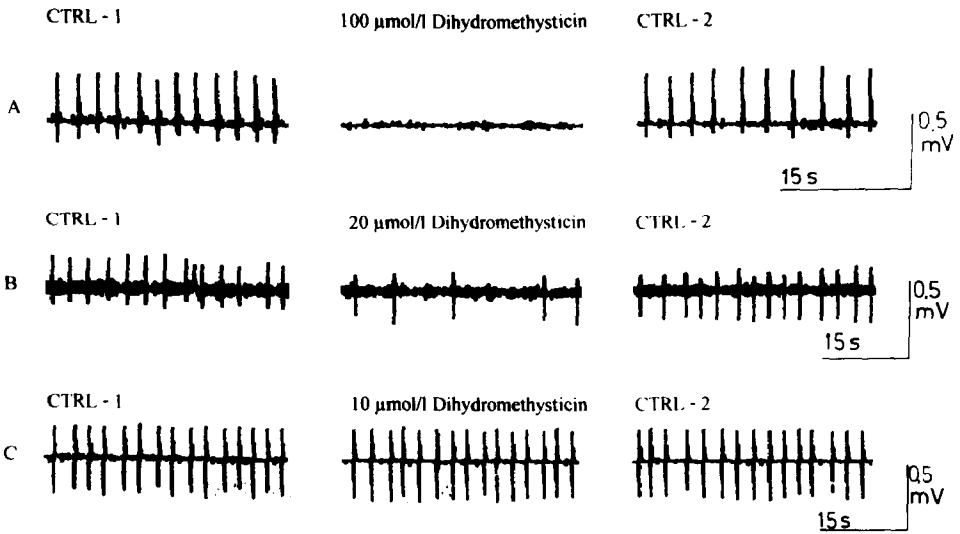 CTRL - 1
100 μmol/l Dihydromethysticin
CTRL - 2
A
0.5
mV
15 s
CTRL - 1
20 μmol/l Dihydromethysticin
CTRL - 2
B
0.5
mV
15 s
CTRL - 1
10 μmol/l Dihydromethysticin
CTRL - 2
C
0.5
mV
15 s